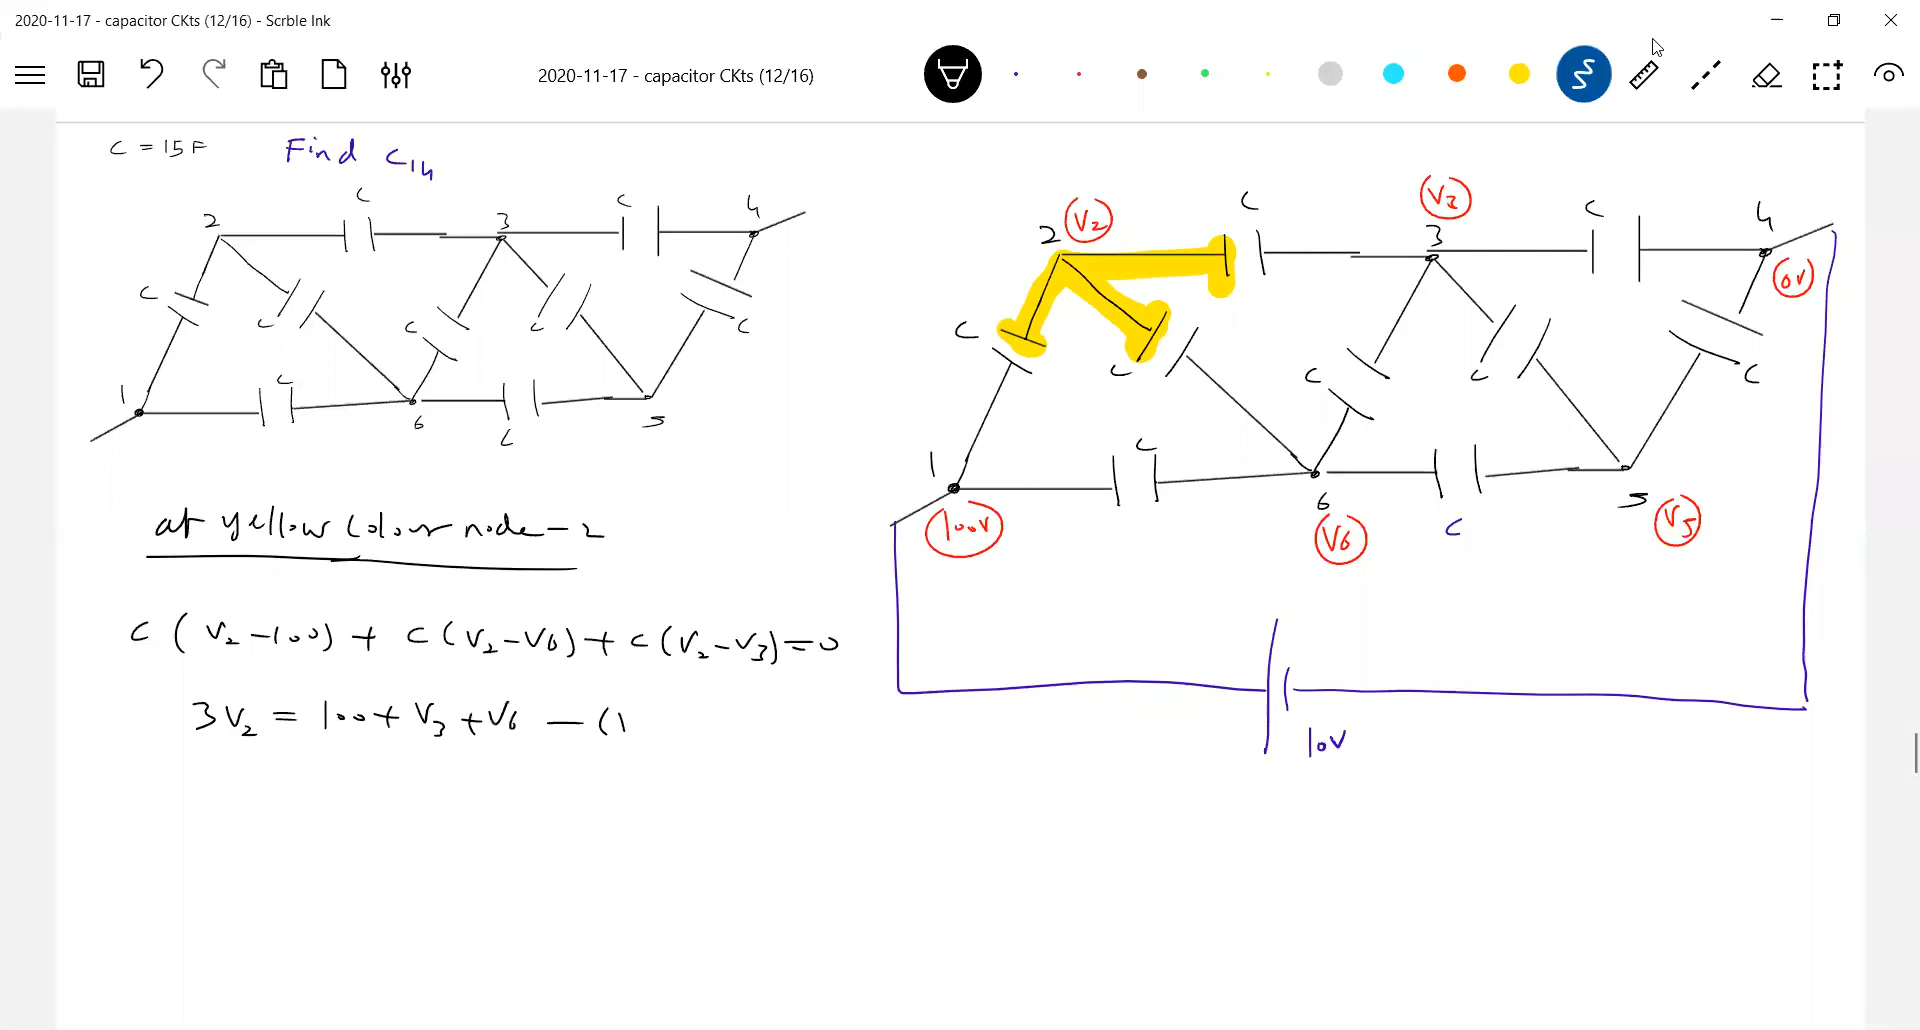 2020-11-17 - capacitor CKts (12/16) - Scrble Ink
2020-11-17 - capacitor CKts (12/16)
C = 15F Find C14
C C
2 3 4
C C C C
1 C
6 C 5
at yellow colour node-2
C (V2-100) + C(V2-V6)+C(V2-V3)=0
3V2 = 100+ V3 +V6 — (1
C V3 C
2 V2 3 4
0V
C C C C C
1 C
100V 6 C 5
V6 V5
10V